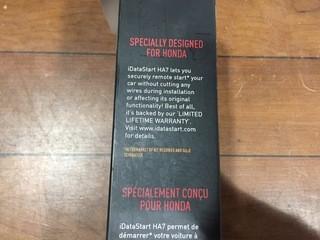 SPECIALLY DESIGNED
FOR HONDA
iDataStart HA7 lets you
securely remote start* your
car without cutting any
wires during installation
or affecting its original
functionality! Best of all,
it's backed by our 'LIMITED
LIFETIME WARRANTY'.
Visit www.idatastart.com
for details.
SPÉCIALEMENT CONÇU
POUR HONDA
iDataStart HA7 permet de
démarrer* votre voiture à